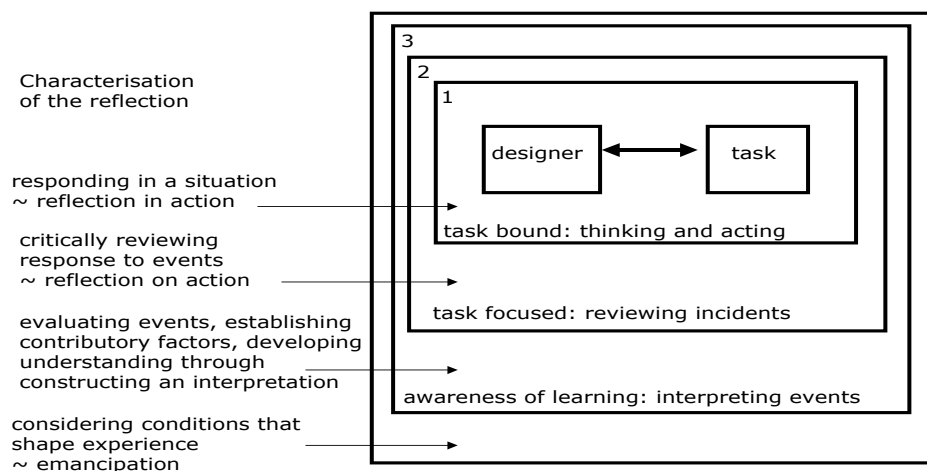 Characterisation
of the reflection
3
2
1
designer
task
responding in a situation
~ reflection in action
task bound: thinking and acting
critically reviewing
response to events
~ reflection on action
task focused: reviewing incidents
evaluating events, establishing
contributory factors, developing
understanding through
constructing an interpretation
awareness of learning: interpreting events
considering conditions that
shape experience
~ emancipation